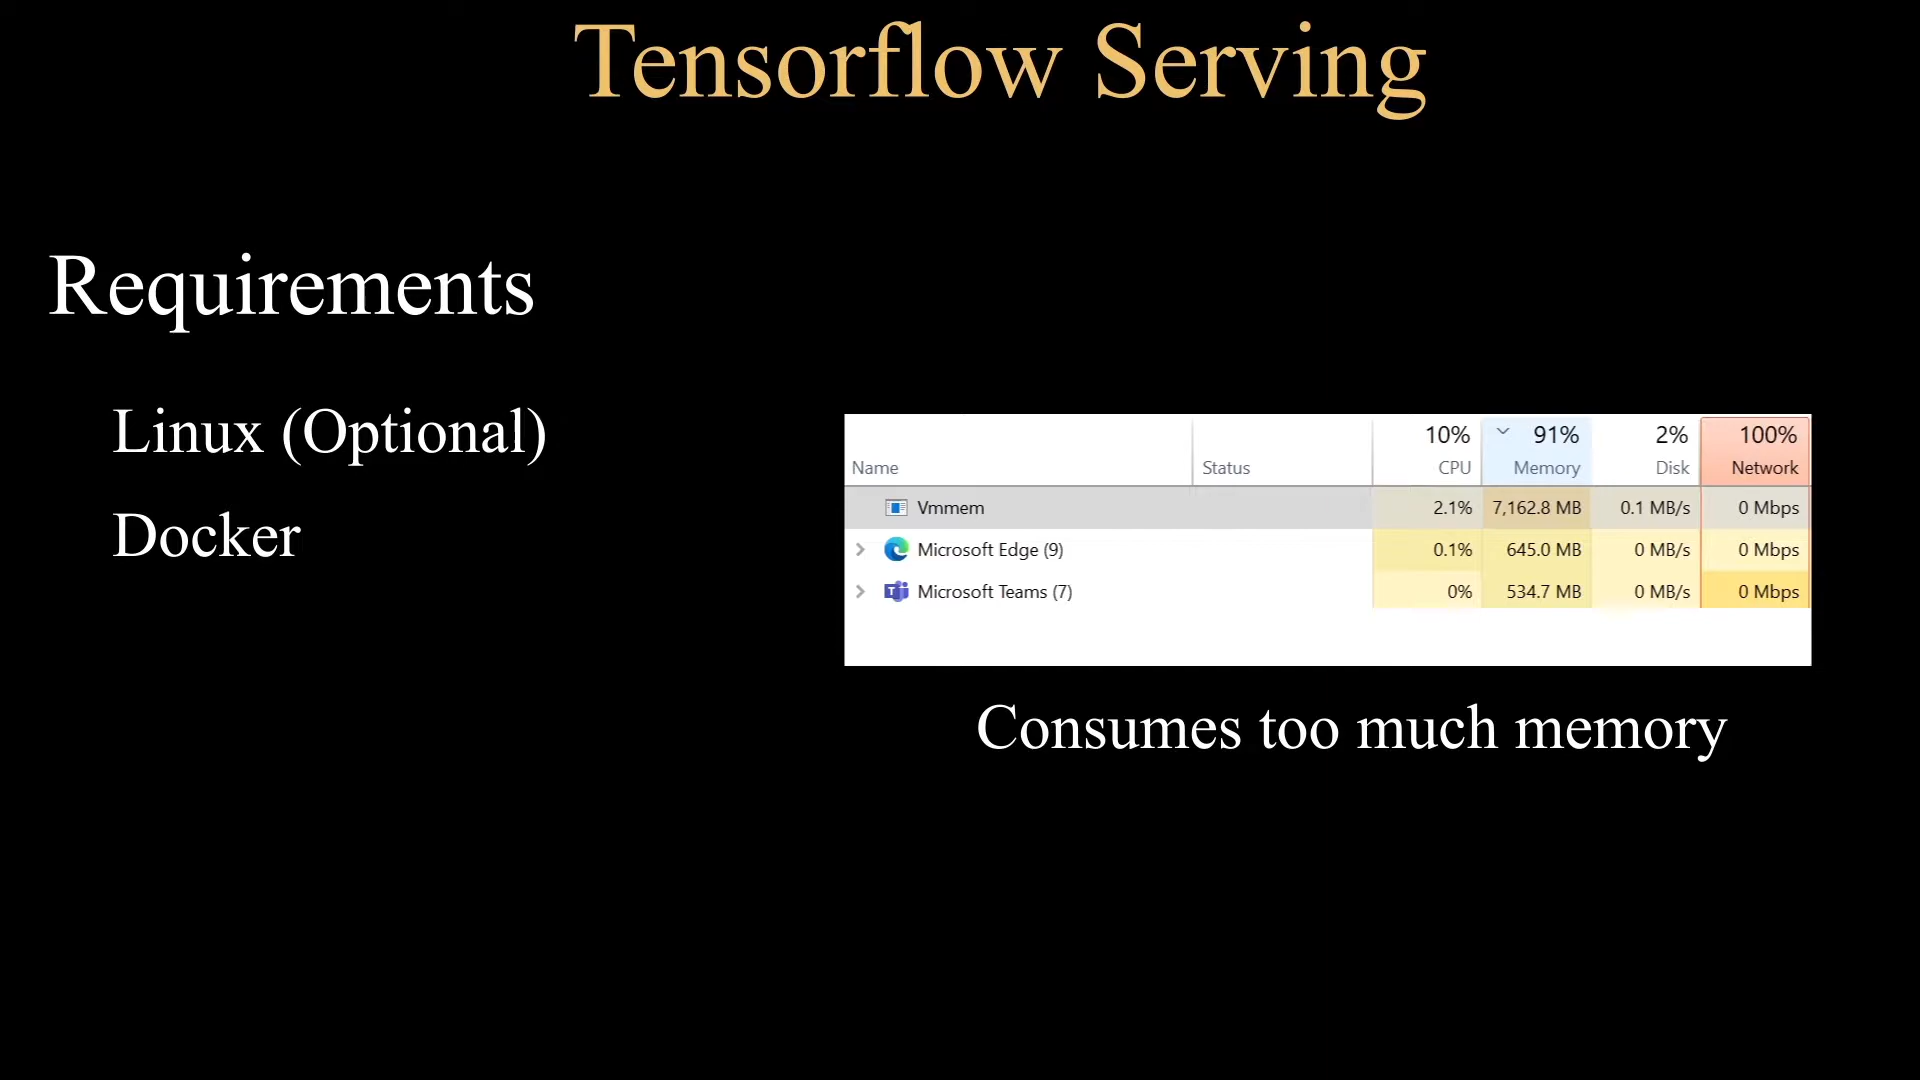 Tensorflow Serving
Requirements
Linux (Optional)
Docker
10% 91% 2% 100%
Name Status CPU Memory Disk Network
Vmmem 2.1% 7,162.8 MB 0.1 MB/s 0 Mbps
Microsoft Edge (9) 0.1% 645.0 MB 0 MB/s 0 Mbps
Microsoft Teams (7) 0% 534.7 MB 0 MB/s 0 Mbps
Consumes too much memory